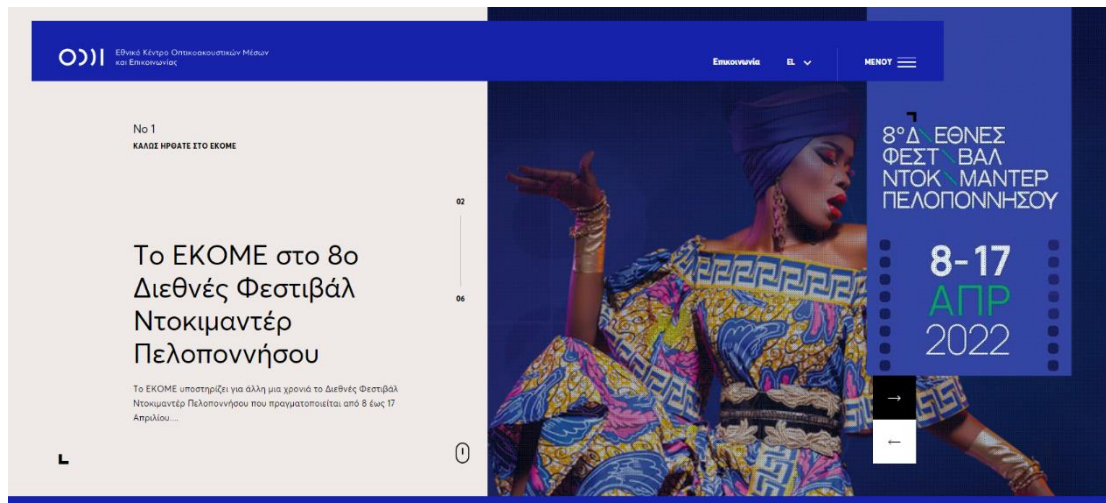 Εθνικό Κέντρο Οπτικοακουστικών Μέσων
και Επικοινωνίας
Επικοινωνία
EL
ΜΕΝΟΥ
No 1
ΚΑΛΩΣ ΗΡΘΑΤΕ ΣΤΟ ΕΚΟΜΕ
02
06
Το ΕΚΟΜΕ στο 8ο
Διεθνές Φεστιβάλ
Ντοκιμαντέρ
Πελοποννήσου
Το ΕΚΟΜΕ υποστηρίζει για άλλη μια χρονιά το Διεθνές Φεστιβάλ
Ντοκιμαντέρ Πελοποννήσου που πραγματοποιείται από 8 έως 17
Απριλίου....
8ο ΔΙΕΘΝΕΣ
ΦΕΣΤΙΒΑΛ
ΝΤΟΚΙΜΑΝΤΕΡ
ΠΕΛΟΠΟΝΝΗΣΟΥ
8-17
ΑΠΡ
2022